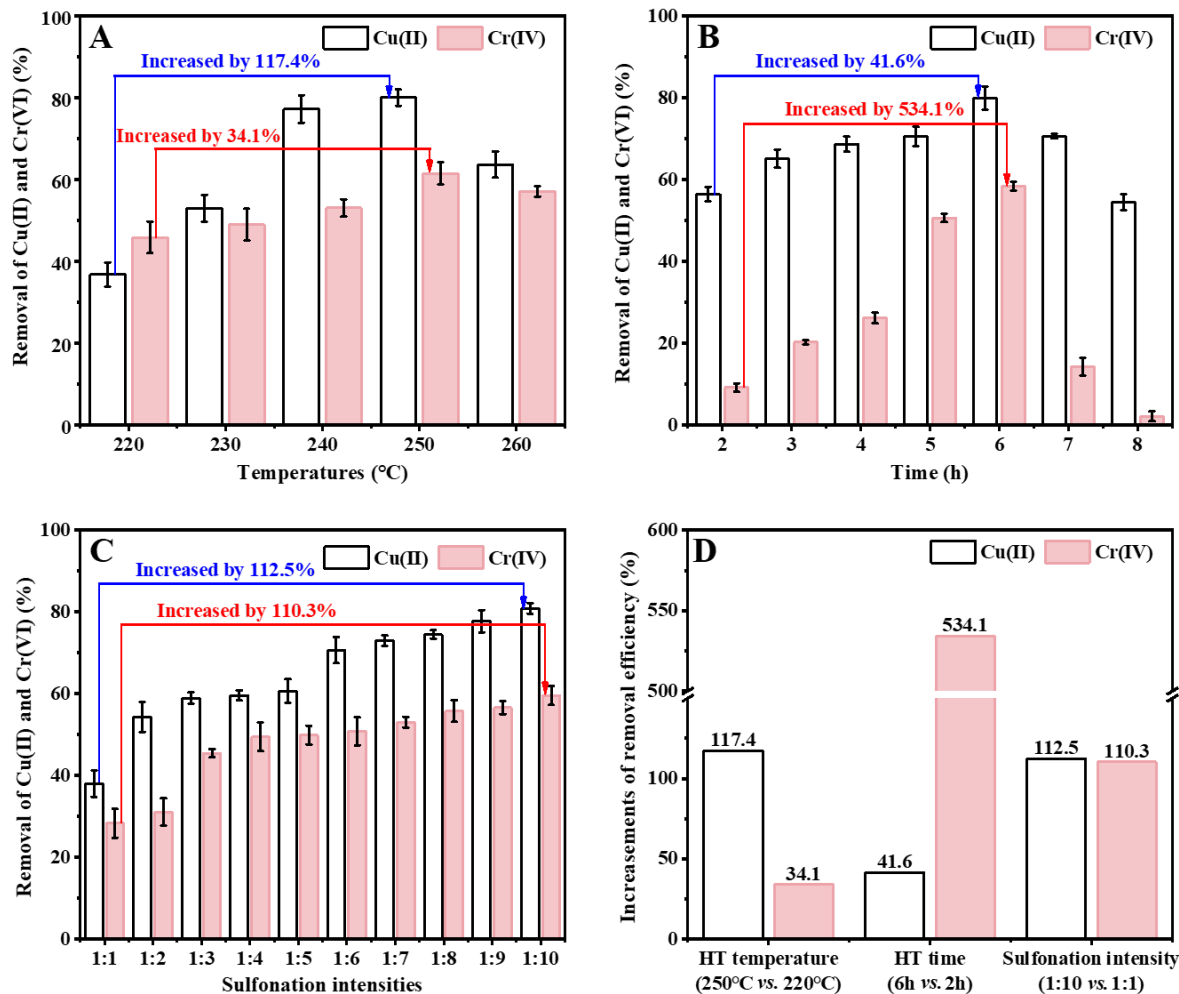 A
Cu(II) Cr(IV)
Increased by 117.4%
Increased by 34.1%
Removal of Cu(II) and Cr(VI) (%)
100
80
60
40
20
0
220 230 240 250 260
Temperatures (°C)
B
Cu(II) Cr(IV)
Increased by 41.6%
Increased by 534.1%
Removal of Cu(II) and Cr(VI) (%)
100
80
60
40
20
0
2 3 4 5 6 7 8
Time (h)
C
Cu(II) Cr(IV)
Increased by 112.5%
Increased by 110.3%
Removal of Cu(II) and Cr(VI) (%)
100
80
60
40
20
0
1:1 1:2 1:3 1:4 1:5 1:6 1:7 1:8 1:9 1:10
Sulfonation intensities
D
Cu(II) Cr(IV)
Increasements of removal efficiency (%)
600
550
500
100
50
0
117.4 34.1 41.6 534.1 112.5 110.3
HT temperature HT time Sulfonation intensity
(250°C vs. 220°C) (6h vs. 2h) (1:10 vs. 1:1)